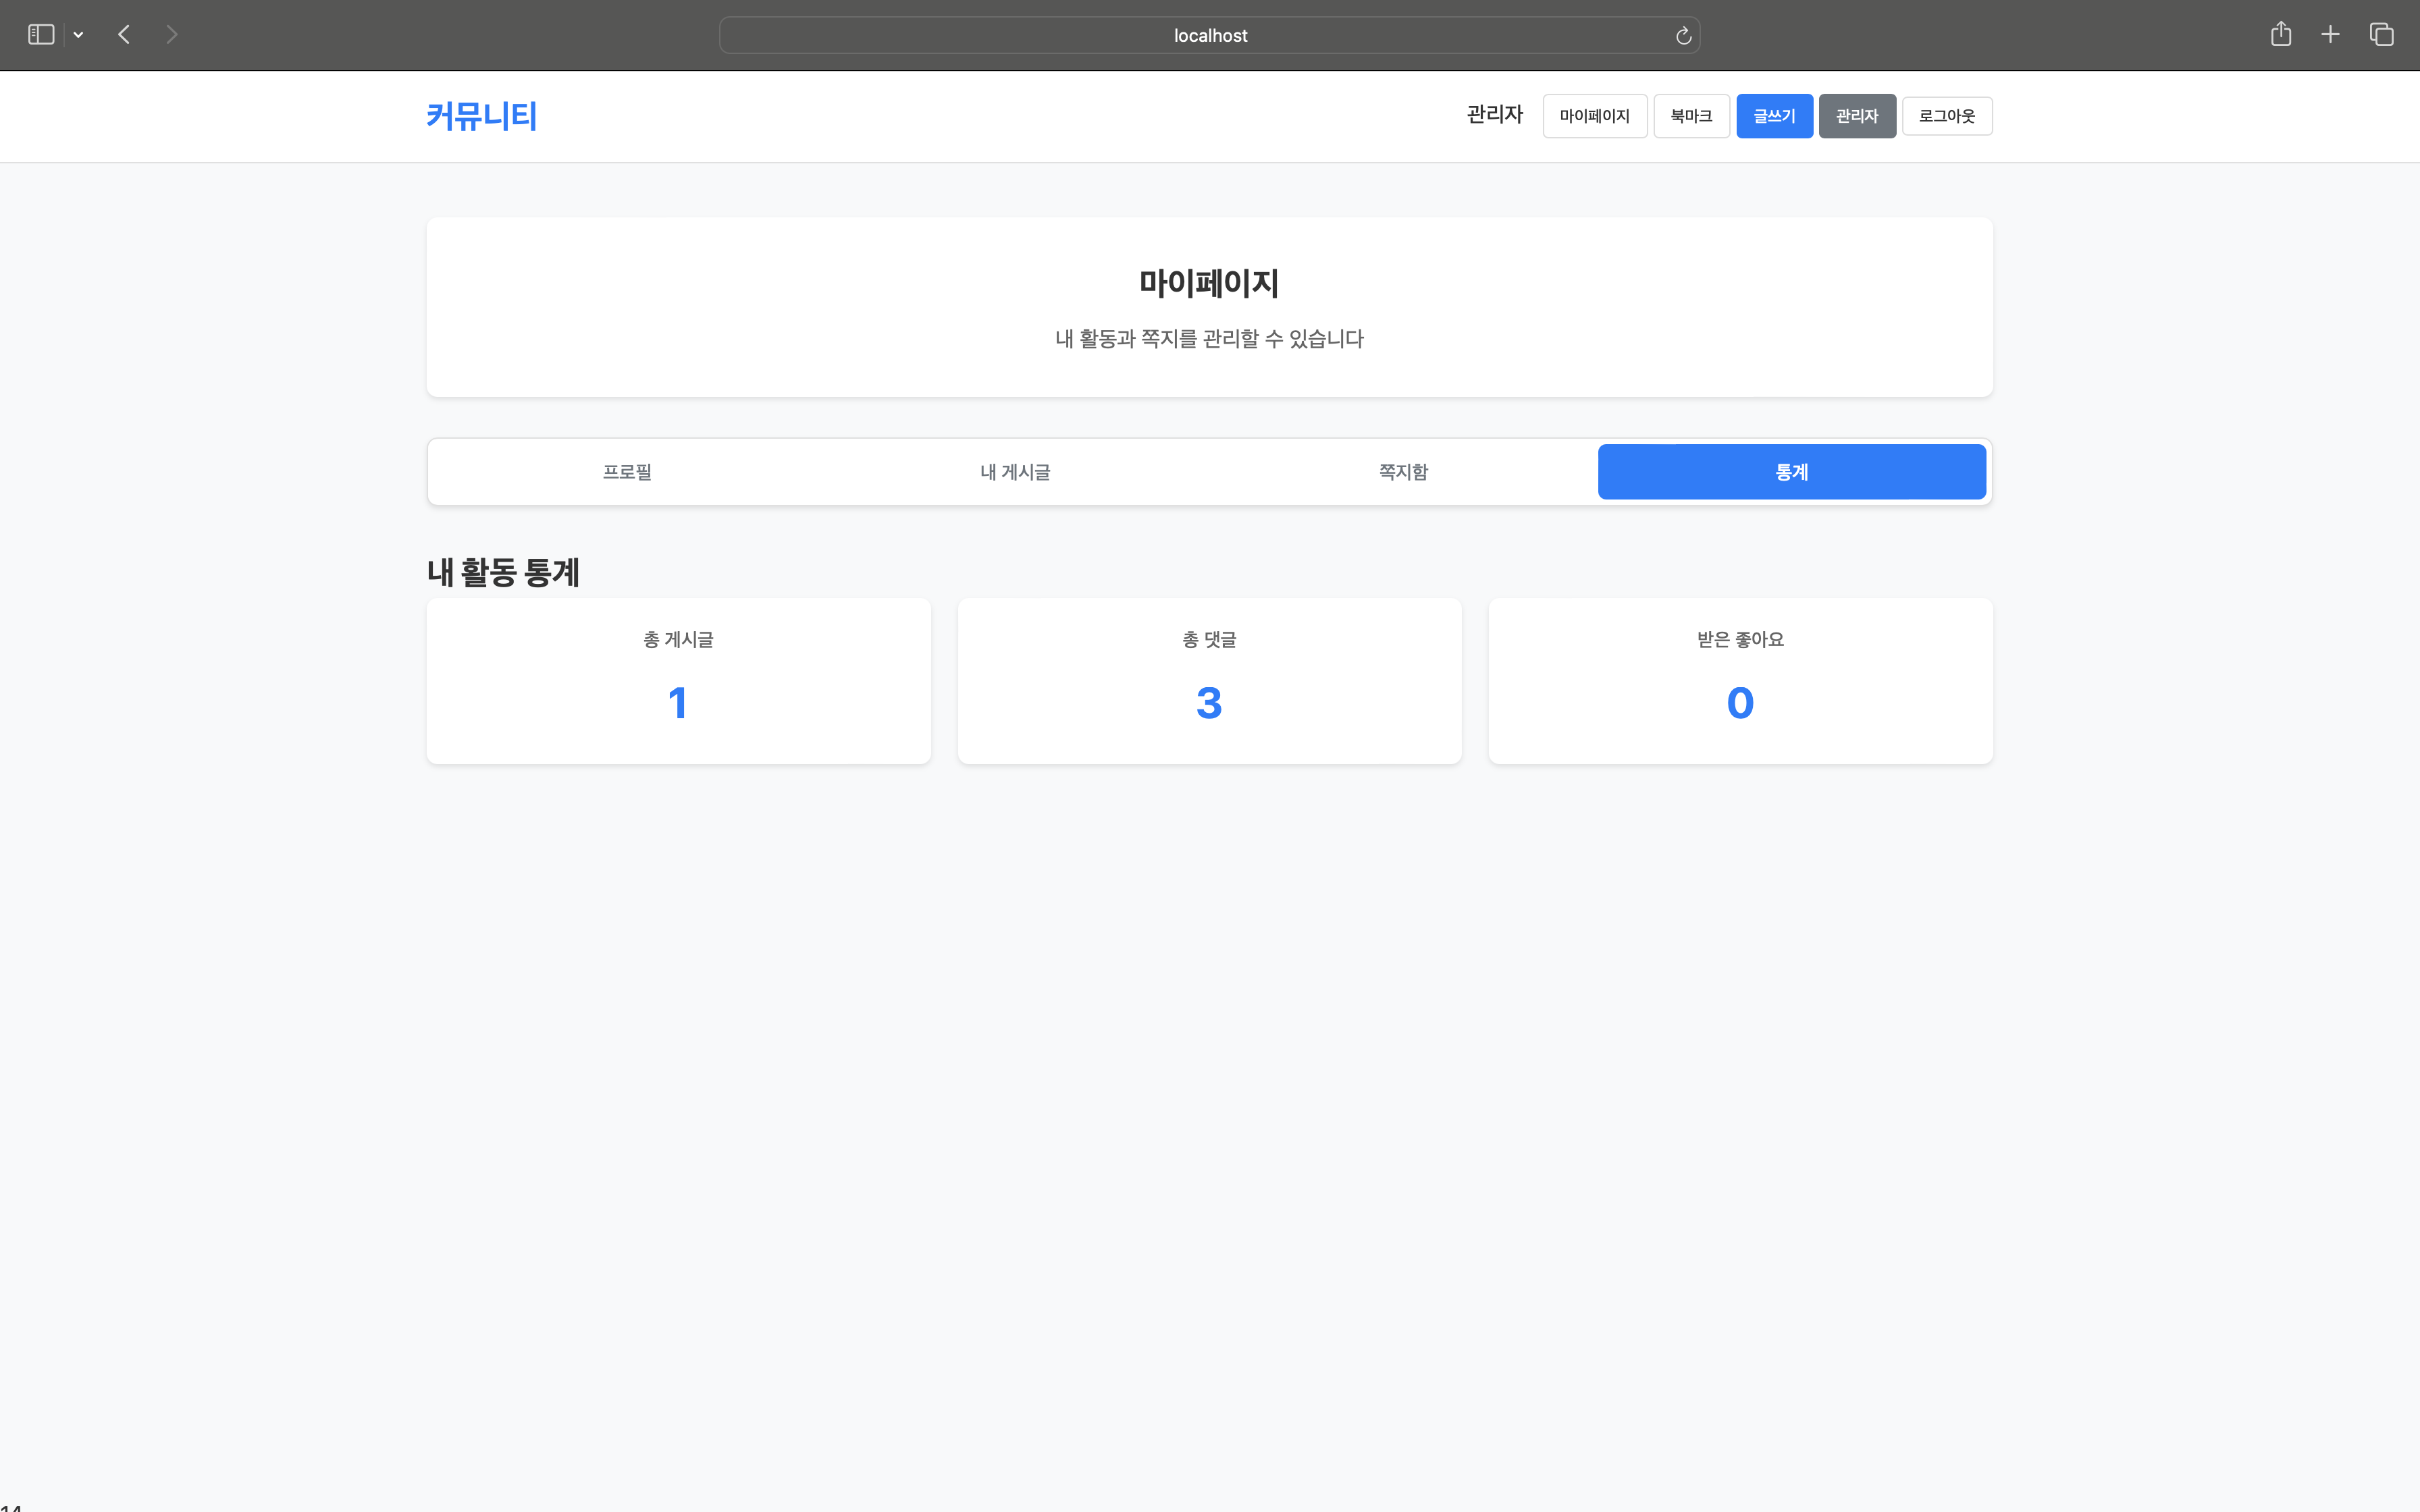 localhost
커뮤니티
관리자 마이페이지 북마크 글쓰기 관리자 로그아웃
마이페이지
내 활동과 쪽지를 관리할 수 있습니다
프로필 내 게시글 쪽지함 통계
내 활동 통계
총 게시글 총 댓글 받은 좋아요
1 3 0